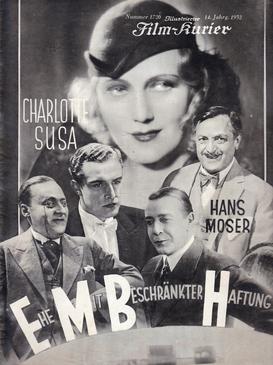 Nummer 1720 Illustrierter 14. Jahrg. 1932
Film-Kurier
CHARLOTTE
SUSA
HANS
MOSER
EHE MIT BESCHRÄNKTER HAFTUNG